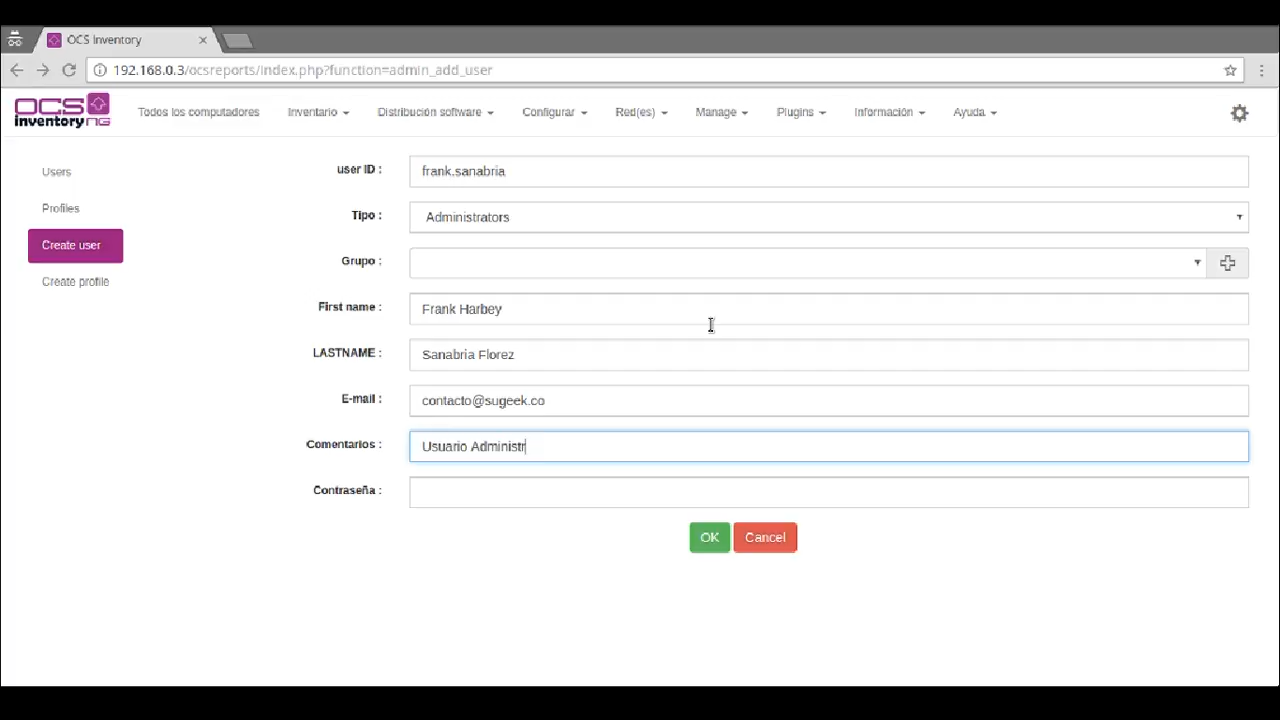 OCS Inventory
192.168.0.3/ocsreports/index.php?function=admin_add_user
OCS inventory NG
Todos los computadores Inventario Distribución software Configurar Red(es) Manage Plugins Información Ayuda
Users
Profiles
Create user
Create profile
user ID : frank.sanabria
Tipo : Administrators
Grupo :
First name : Frank Harbey
LASTNAME : Sanabria Florez
E-mail : contacto@sugeek.co
Comentarios : Usuario Administr
Contraseña :
OK Cancel